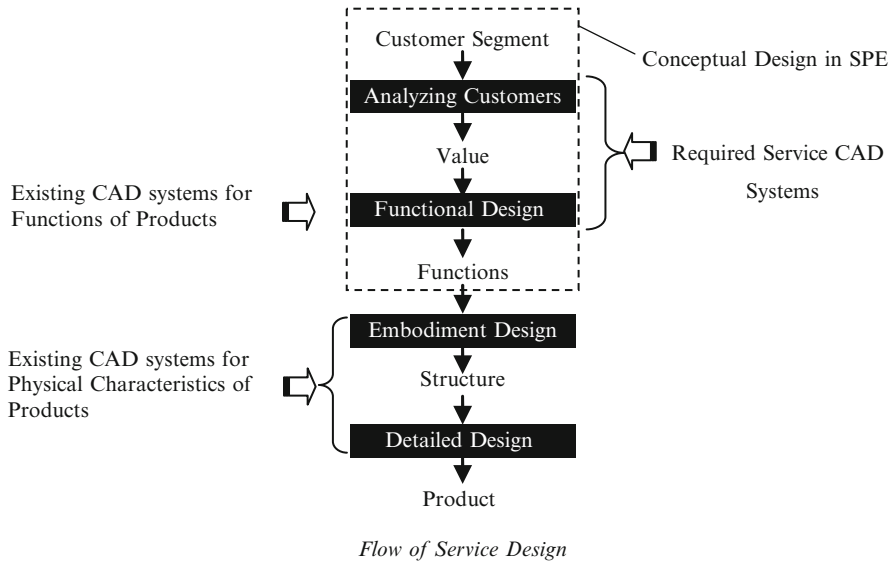 Customer Segment
Conceptual Design in SPE
Analyzing Customers
Value
Required Service CAD
Systems
Existing CAD systems for
Functions of Products
Functional Design
Functions
Embodiment Design
Existing CAD systems for
Physical Characteristics of
Products
Structure
Detailed Design
Product
Flow of Service Design